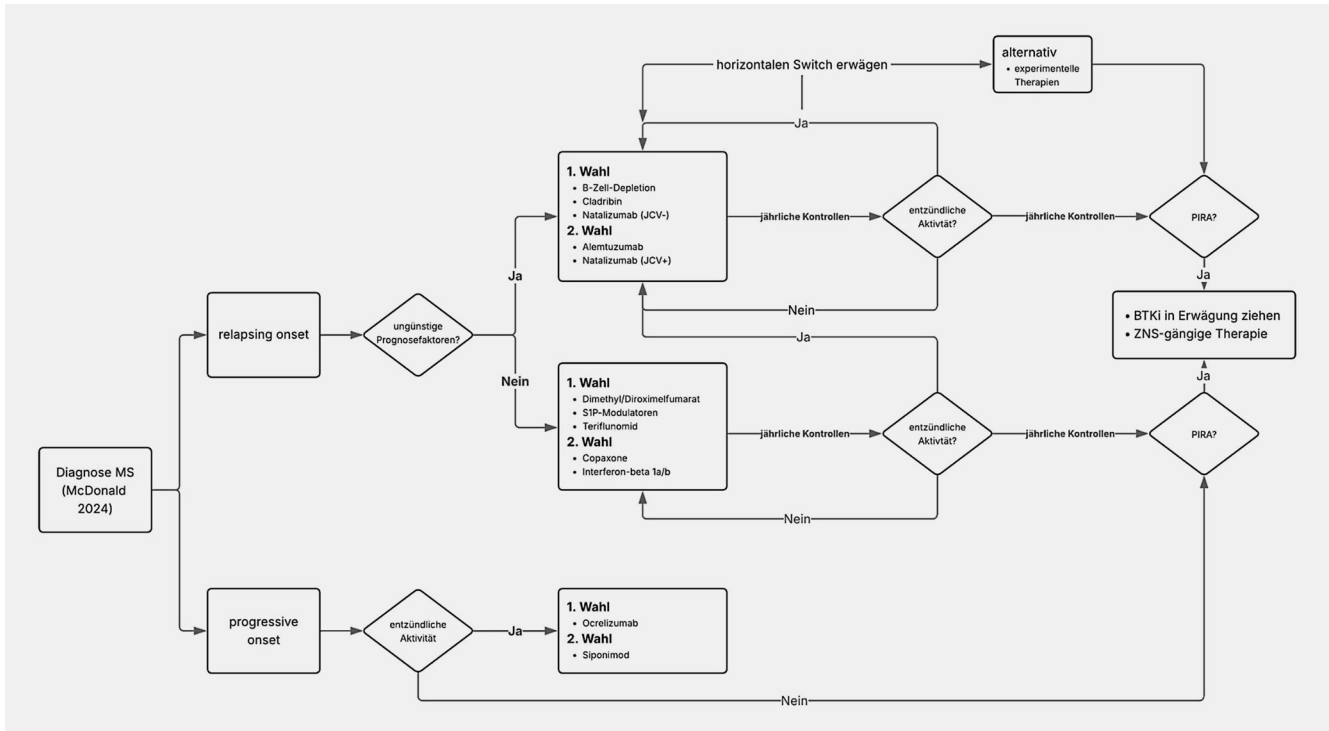 horizontalen Switch erwägen
alternativ
• experimentelle
Therapien
Ja
1. Wahl
• B-Zell-Depletion
• Cladribin
• Natalizumab (JCV-)
2. Wahl
• Alemtuzumab
• Natalizumab (JCV+)
jährliche Kontrollen
entzündliche
Aktivtät?
jährliche Kontrollen
PIRA?
Ja
Nein
Ja
• BTKi in Erwägung ziehen
• ZNS-gängige Therapie
Ja
relapsing onset
ungünstige
Prognosefaktoren?
Ja
Nein
1. Wahl
• Dimethyl/Diroximelfumarat
• S1P-Modulatoren
• Teriflunomid
2. Wahl
• Copaxone
• Interferon-beta 1a/b
jährliche Kontrollen
entzündliche
Aktivtät?
jährliche Kontrollen
PIRA?
Nein
Diagnose MS
(McDonald
2024)
progressive
onset
entzündliche
Aktivität
Ja
1. Wahl
• Ocrelizumab
2. Wahl
• Siponimod
Nein